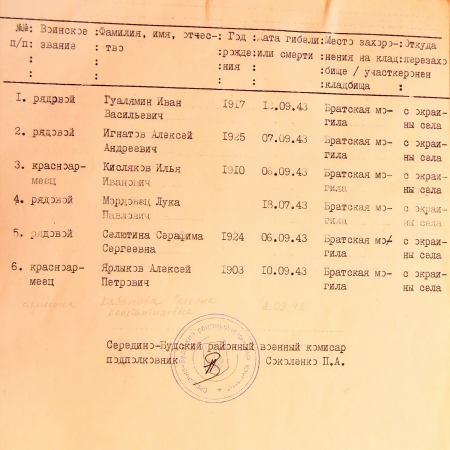 №№: Воинское :Фамилия, имя, отчес-: Год :Дата гибели:Место захоро- :Откуда
п/п: звание : тво :рожде-:или смерти :нения на клад-:перезахо
: : :ния : :бище / участке:ронен
: : : : :кладбища :
1. рядовой Гуалямин Иван 1917 09.43 Братская мо- с окраи-
Васильевич гила ны села
2. рядовой Игнатов Алексей 1925 07.09.43 Братская мо- с окраи-
Андреевич гила ны села
3. красноар- Кисляков Илья 1910 06.09.43 Братская мо- с окраи-
меец Иванович гила ны села
4. рядовой Мордовец Лука 18.07.43 Братская мо- с окраи-
Павлович гила ны села
5. рядовой Селютина Серафима 1924 06.09.43 Братская мо- с окраи-
Сергеевна гила ны села
6. красноар- Ярлыков Алексей 1903 10.09.43 Братская мо- с окраи-
меец Петрович гила ны села
Середино-Будский районный военный комисар
подполковник Соколенко П.А.